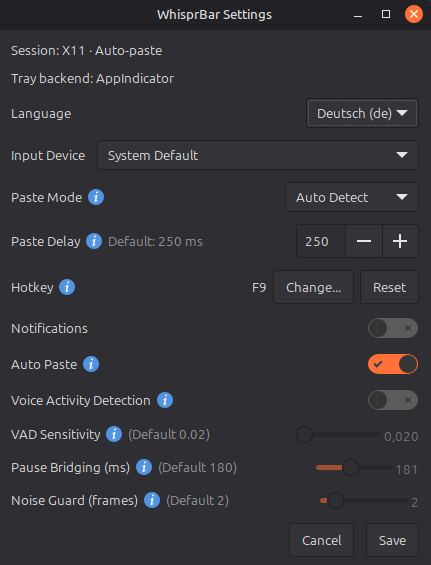 WhisprBar Settings
Session: X11 · Auto-paste
Tray backend: AppIndicator
Language Deutsch (de)
Input Device System Default
Paste Mode i Auto Detect
Paste Delay i Default: 250 ms 250
Hotkey i F9 Change... Reset
Notifications
Auto Paste i
Voice Activity Detection i
VAD Sensitivity i (Default 0.02) 0,020
Pause Bridging (ms) i (Default 180) 181
Noise Guard (frames) i (Default 2) 2
Cancel Save